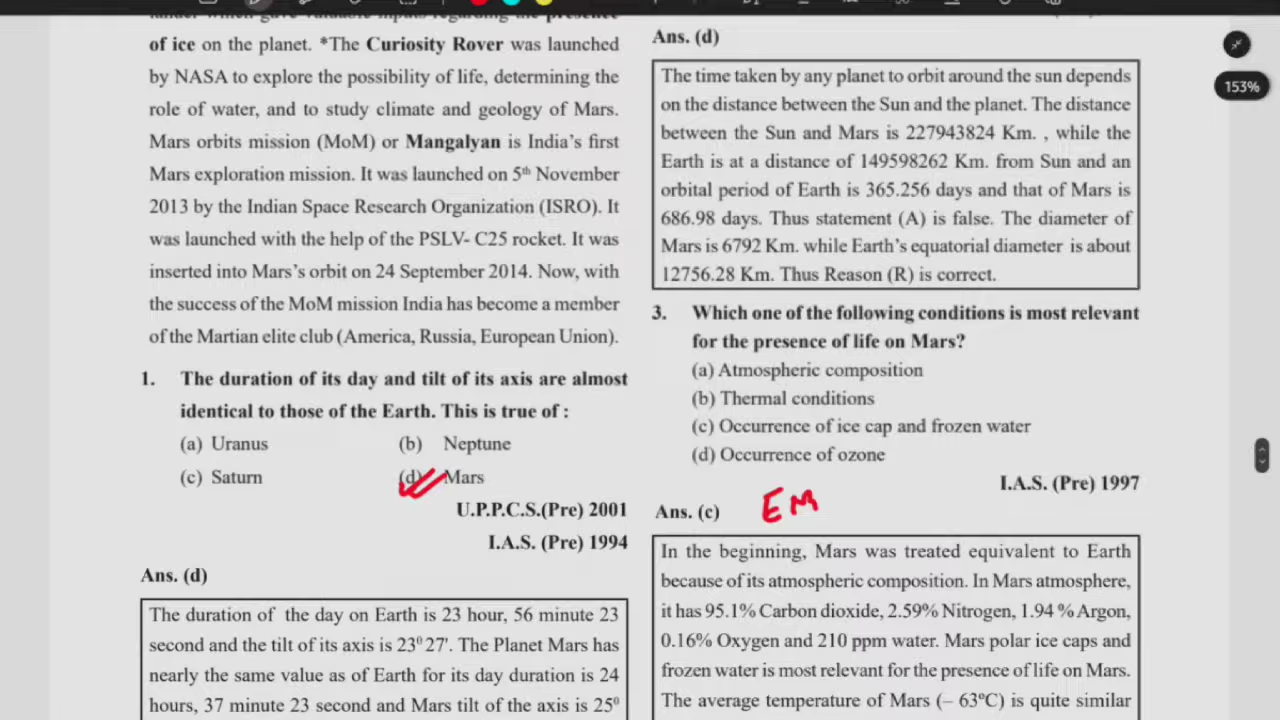 lander which gave valuable inputs regarding the presence
of ice on the planet. *The Curiosity Rover was launched
by NASA to explore the possibility of life, determining the
role of water, and to study climate and geology of Mars.
Mars orbits mission (MoM) or Mangalyan is India's first
Mars exploration mission. It was launched on 5th November
2013 by the Indian Space Research Organization (ISRO). It
was launched with the help of the PSLV- C25 rocket. It was
inserted into Mars's orbit on 24 September 2014. Now, with
the success of the MoM mission India has become a member
of the Martian elite club (America, Russia, European Union).
1. The duration of its day and tilt of its axis are almost
identical to those of the Earth. This is true of :
(a) Uranus (b) Neptune
(c) Saturn (d) Mars
U.P.P.C.S.(Pre) 2001
I.A.S. (Pre) 1994
Ans. (d)
The duration of the day on Earth is 23 hour, 56 minute 23
second and the tilt of its axis is 23⁰ 27'. The Planet Mars has
nearly the same value as of Earth for its day duration is 24
hours, 37 minute 23 second and Mars tilt of the axis is 25⁰
Ans. (d)
The time taken by any planet to orbit around the sun depends
on the distance between the Sun and the planet. The distance
between the Sun and Mars is 227943824 Km. , while the
Earth is at a distance of 149598262 Km. from Sun and an
orbital period of Earth is 365.256 days and that of Mars is
686.98 days. Thus statement (A) is false. The diameter of
Mars is 6792 Km. while Earth's equatorial diameter is about
12756.28 Km. Thus Reason (R) is correct.
3. Which one of the following conditions is most relevant
for the presence of life on Mars?
(a) Atmospheric composition
(b) Thermal conditions
(c) Occurrence of ice cap and frozen water
(d) Occurrence of ozone
I.A.S. (Pre) 1997
Ans. (c) EM
In the beginning, Mars was treated equivalent to Earth
because of its atmospheric composition. In Mars atmosphere,
it has 95.1% Carbon dioxide, 2.59% Nitrogen, 1.94 % Argon,
0.16% Oxygen and 210 ppm water. Mars polar ice caps and
frozen water is most relevant for the presence of life on Mars.
The average temperature of Mars (– 63⁰C) is quite similar
153%